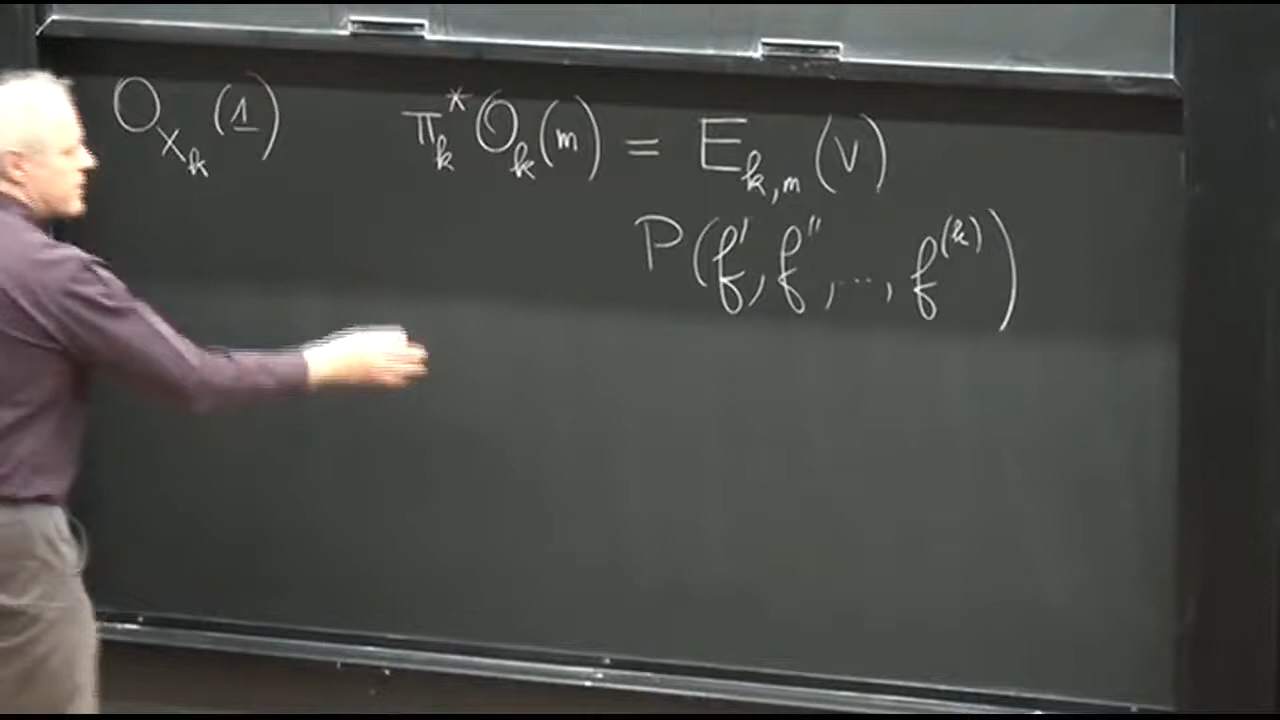 O_{X_k}(1) π_k^* O_k(m) = E_{k,m}(V)
P(f', f'', ..., f^{(k)})